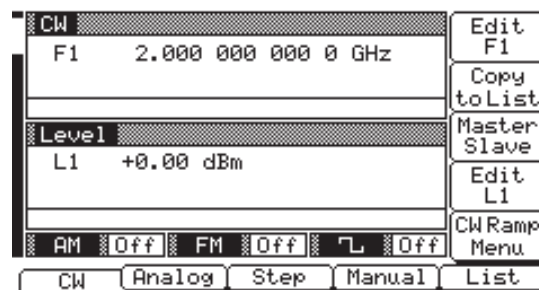 CW
F1 2.000 000 000 0 GHz
Level
L1 +0.00 dBm
AM Off FM Off Off
Edit
F1
Copy
to List
Master
Slave
Edit
L1
CW Ramp
Menu
CW Analog Step Manual List